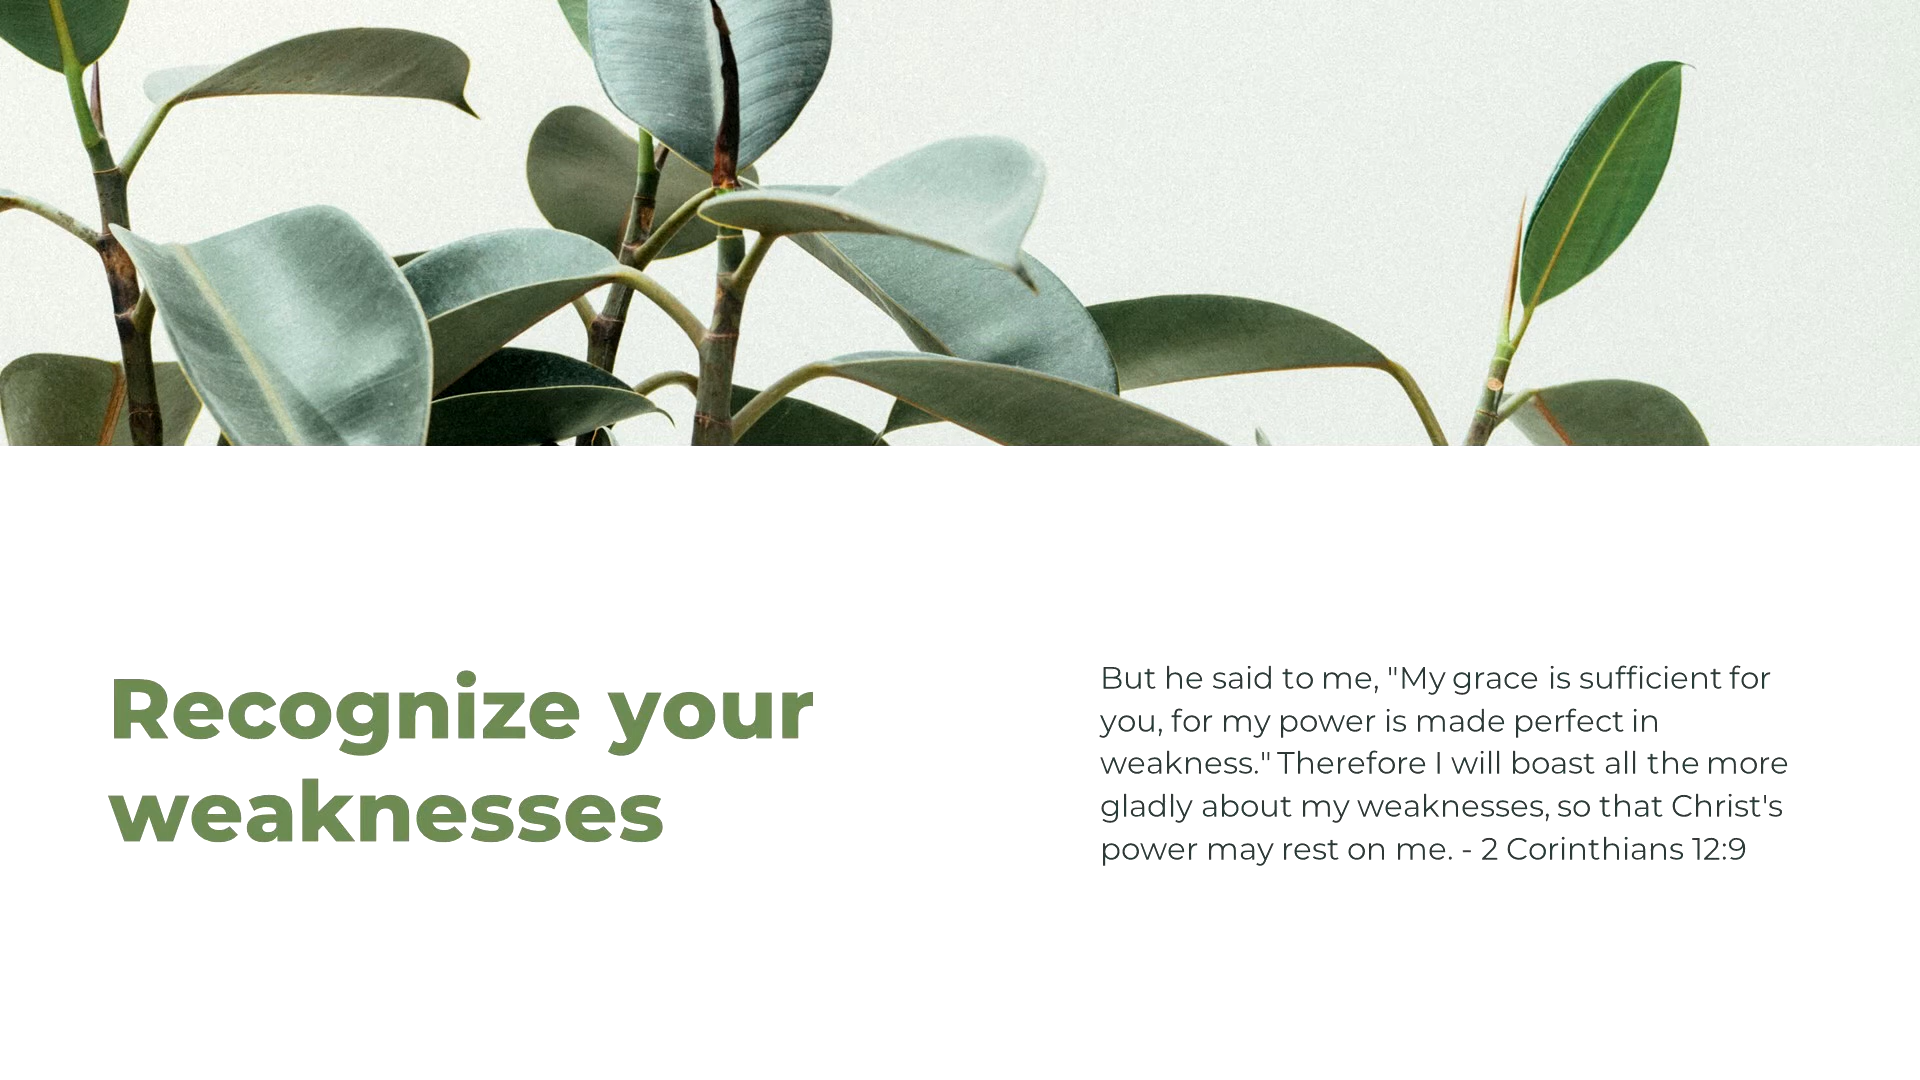 Recognize your
weaknesses
But he said to me, "My grace is sufficient for
you, for my power is made perfect in
weakness." Therefore I will boast all the more
gladly about my weaknesses, so that Christ's
power may rest on me. - 2 Corinthians 12:9